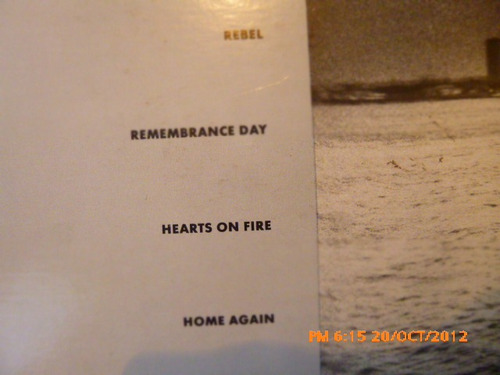 REBEL
REMEMBRANCE DAY
HEARTS ON FIRE
HOME AGAIN
PM 6:15 20/OCT/2012